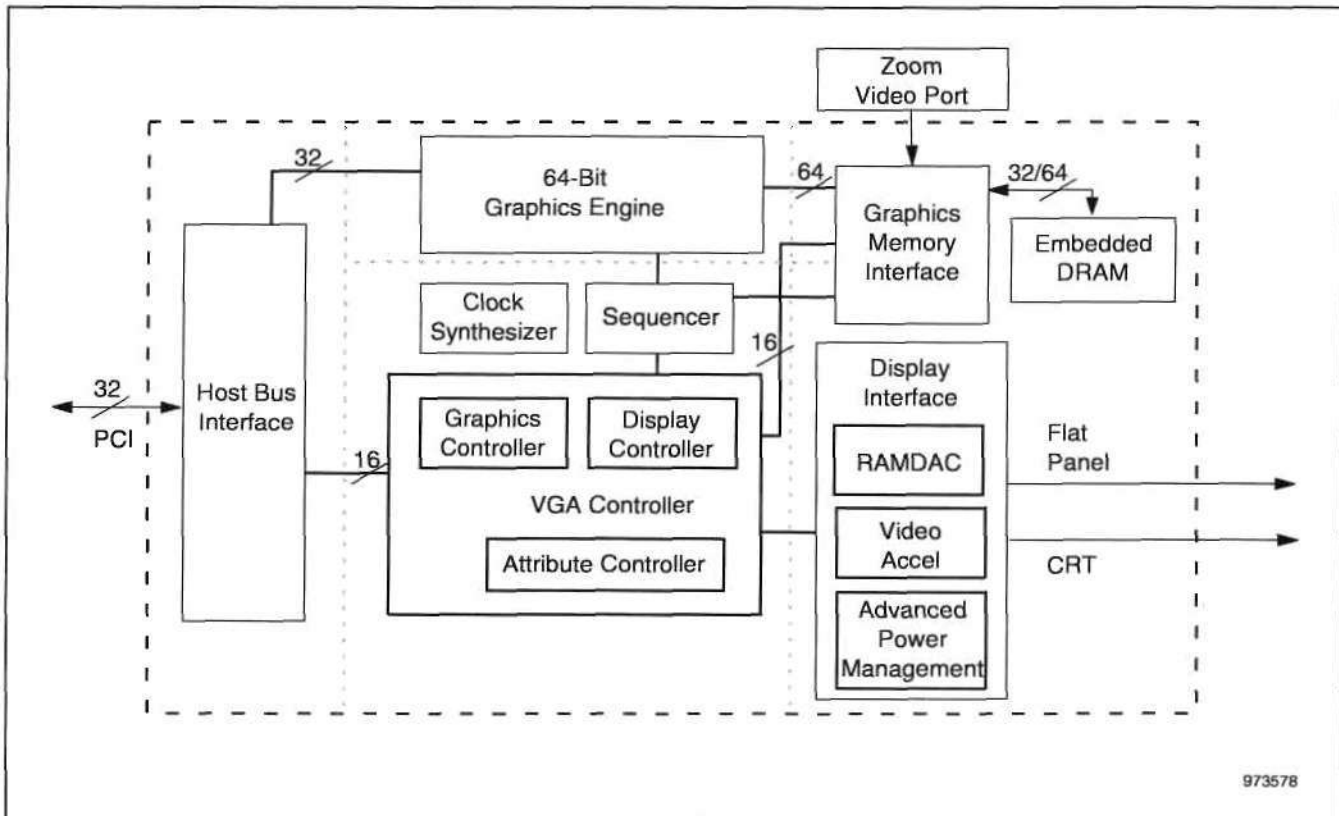 Zoom
Video Port
32
64-Bit
Graphics Engine
64
Graphics
Memory
Interface
32/64
Embedded
DRAM
Clock
Synthesizer
Sequencer
16
Host Bus
Interface
32
PCI
16
Graphics
Controller
Display
Controller
VGA Controller
Attribute Controller
Display
Interface
RAMDAC
Video
Accel
Advanced
Power
Management
Flat
Panel
CRT
973578